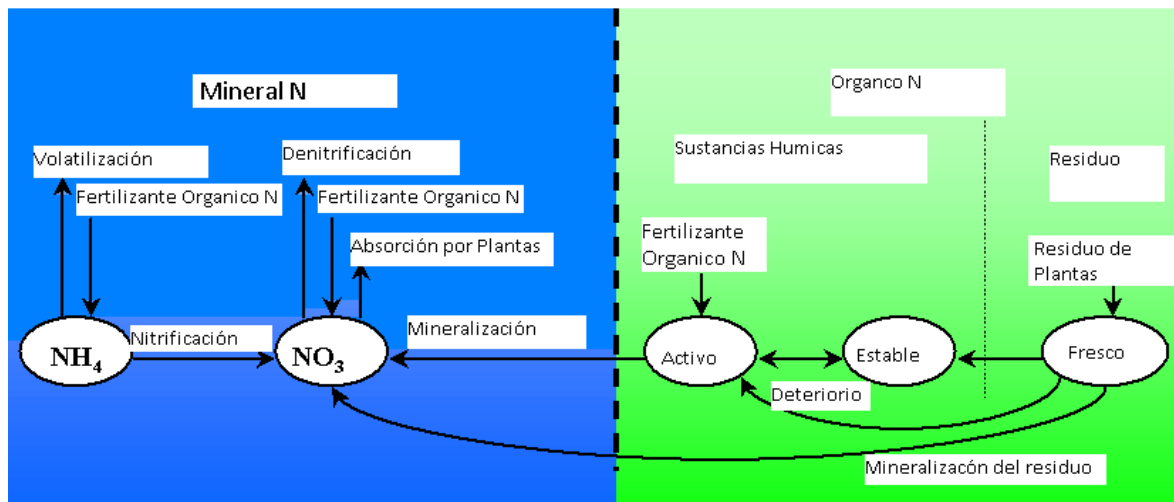 Mineral N
Organco N
Volatilización
Denitrificación
Sustancias Humicas
Residuo
Fertilizante Organico N
Fertilizante Organico N
Absorción por Plantas
Fertilizante
Organico N
Residuo de
Plantas
NH4
Nitrificación
NO3
Mineralización
Activo
Estable
Fresco
Deterioro
Mineralizacón del residuo